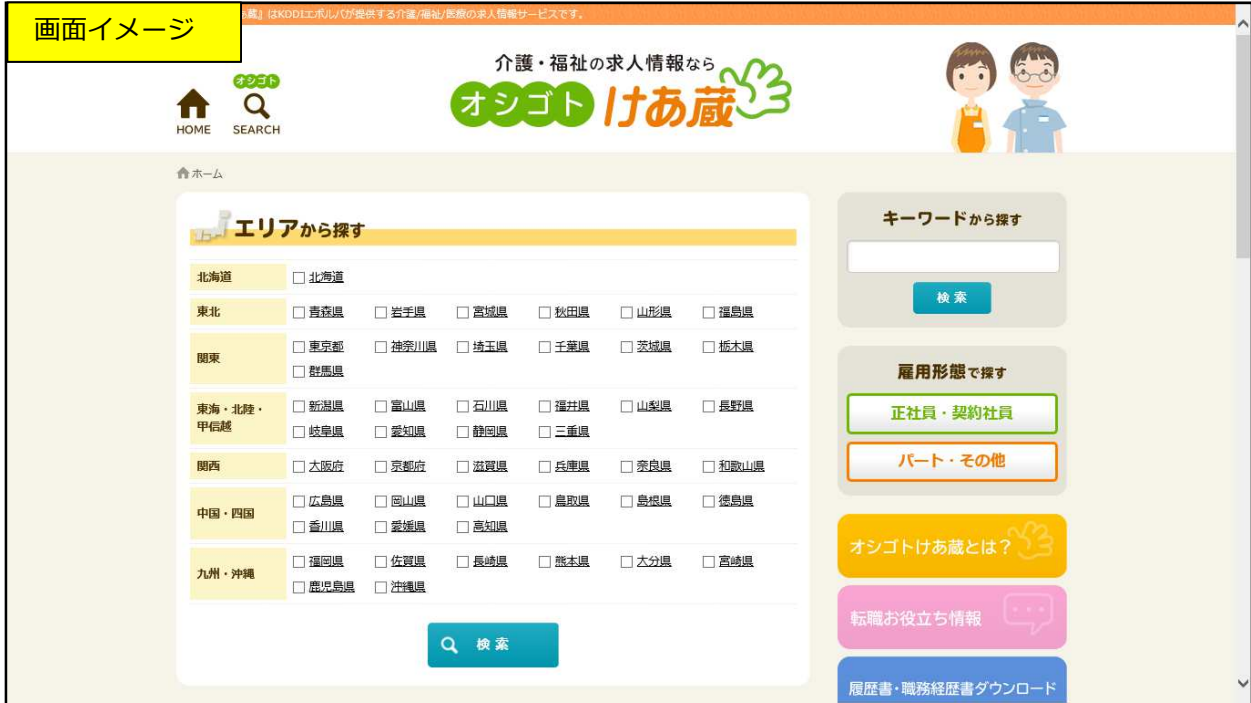 画面イメージ
あ蔵』はKDDIエボルバが提供する介護/福祉/医療の求人情報サービスです。
介護・福祉の求人情報なら
オシゴト
オシゴト けあ蔵
HOME SEARCH
ホーム
エリアから探す
北海道 北海道
東北 青森県 岩手県 宮城県 秋田県 山形県 福島県
関東 東京都 神奈川県 埼玉県 千葉県 茨城県 栃木県
群馬県
東海・北陸・
甲信越
新潟県 富山県 石川県 福井県 山梨県 長野県
岐阜県 愛知県 静岡県 三重県
関西 大阪府 京都府 滋賀県 兵庫県 奈良県 和歌山県
中国・四国
広島県 岡山県 山口県 鳥取県 島根県 徳島県
香川県 愛媛県 高知県
九州・沖縄
福岡県 佐賀県 長崎県 熊本県 大分県 宮崎県
鹿児島県 沖縄県
検索
キーワードから探す
検索
雇用形態で探す
正社員・契約社員
パート・その他
オシゴトけあ蔵とは?
転職お役立ち情報
履歴書・職務経歴書ダウンロード